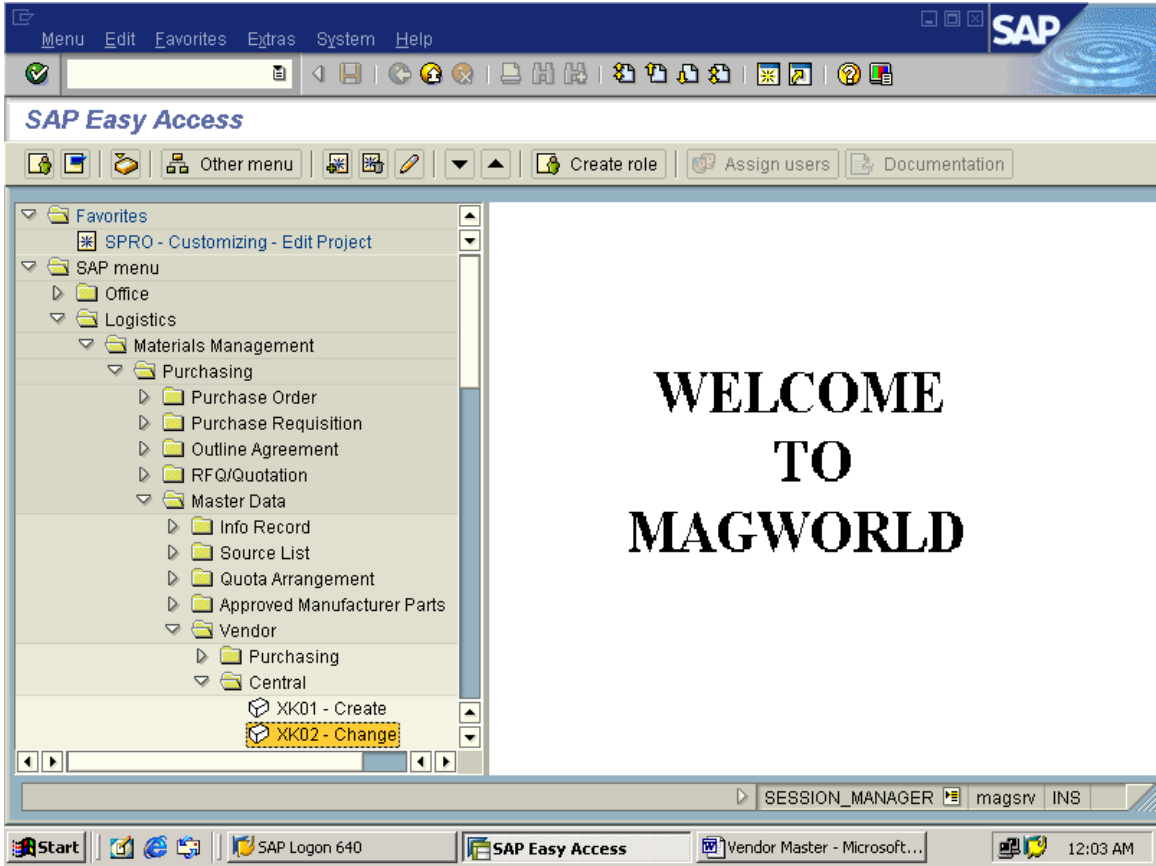 Menu Edit Favorites Extras System Help
SAP
SAP Easy Access
Other menu Create role Assign users Documentation
Favorites
SPRO - Customizing - Edit Project
SAP menu
Office
Logistics
Materials Management
Purchasing
Purchase Order
Purchase Requisition
Outline Agreement
RFQ/Quotation
Master Data
Info Record
Source List
Quota Arrangement
Approved Manufacturer Parts
Vendor
Purchasing
Central
XK01 - Create
XK02 - Change
WELCOME
TO
MAGWORLD
SESSION_MANAGER magsrv INS
Start SAP Logon 640 SAP Easy Access Vendor Master - Microsoft... 12:03 AM